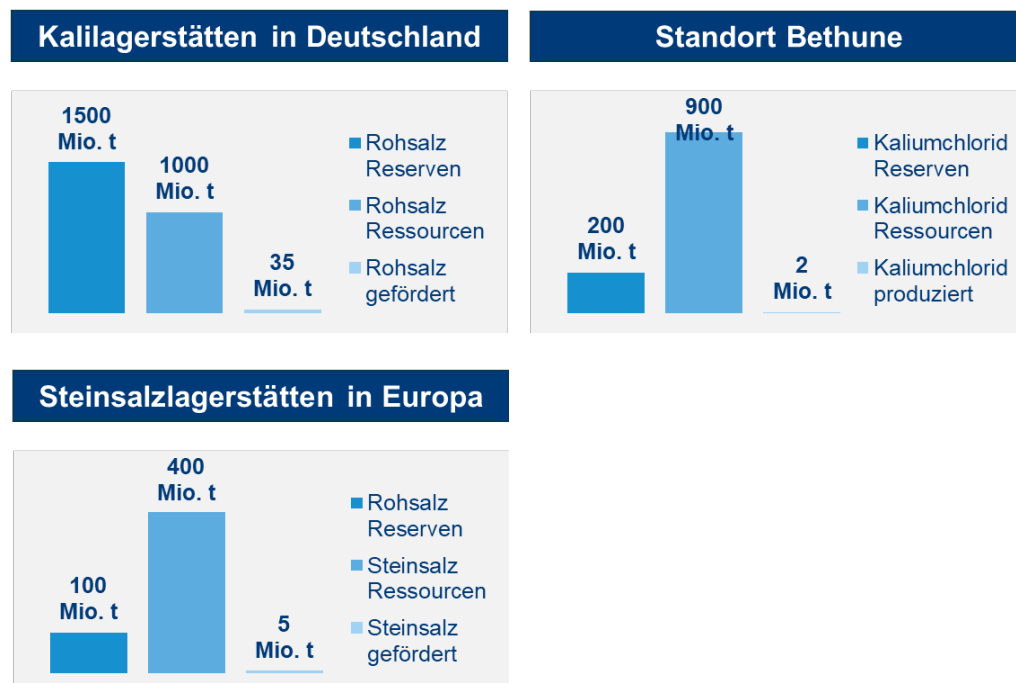 Kalilagerstätten in Deutschland
1500
Mio. t
1000
Mio. t
35
Mio. t
Rohsalz
Reserven
Rohsalz
Ressourcen
Rohsalz
gefördert
Standort Bethune
200
Mio. t
900
Mio. t
2
Mio. t
Kaliumchlorid
Reserven
Kaliumchlorid
Ressourcen
Kaliumchlorid
produziert
Steinsalzlagerstätten in Europa
100
Mio. t
400
Mio. t
5
Mio. t
Rohsalz
Reserven
Steinsalz
Ressourcen
Steinsalz
gefördert